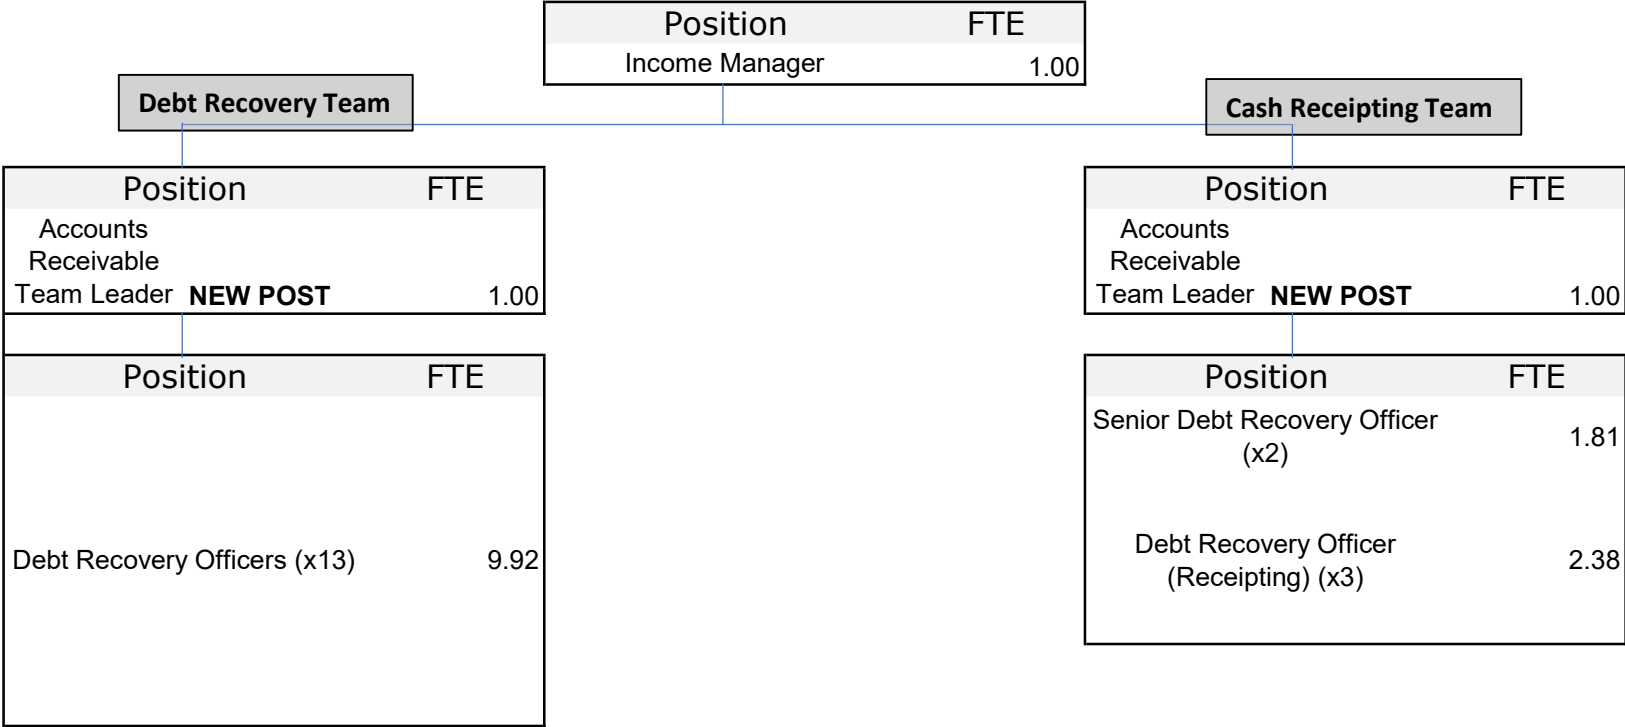 Position FTE
Income Manager 1.00
Debt Recovery Team
Cash Receipting Team
Position FTE
Accounts
Receivable
Team Leader NEW POST 1.00
Position FTE
Accounts
Receivable
Team Leader NEW POST 1.00
Position FTE
Debt Recovery Officers (x13) 9.92
Position FTE
Senior Debt Recovery Officer
(x2) 1.81
Debt Recovery Officer
(Receipting) (x3) 2.38